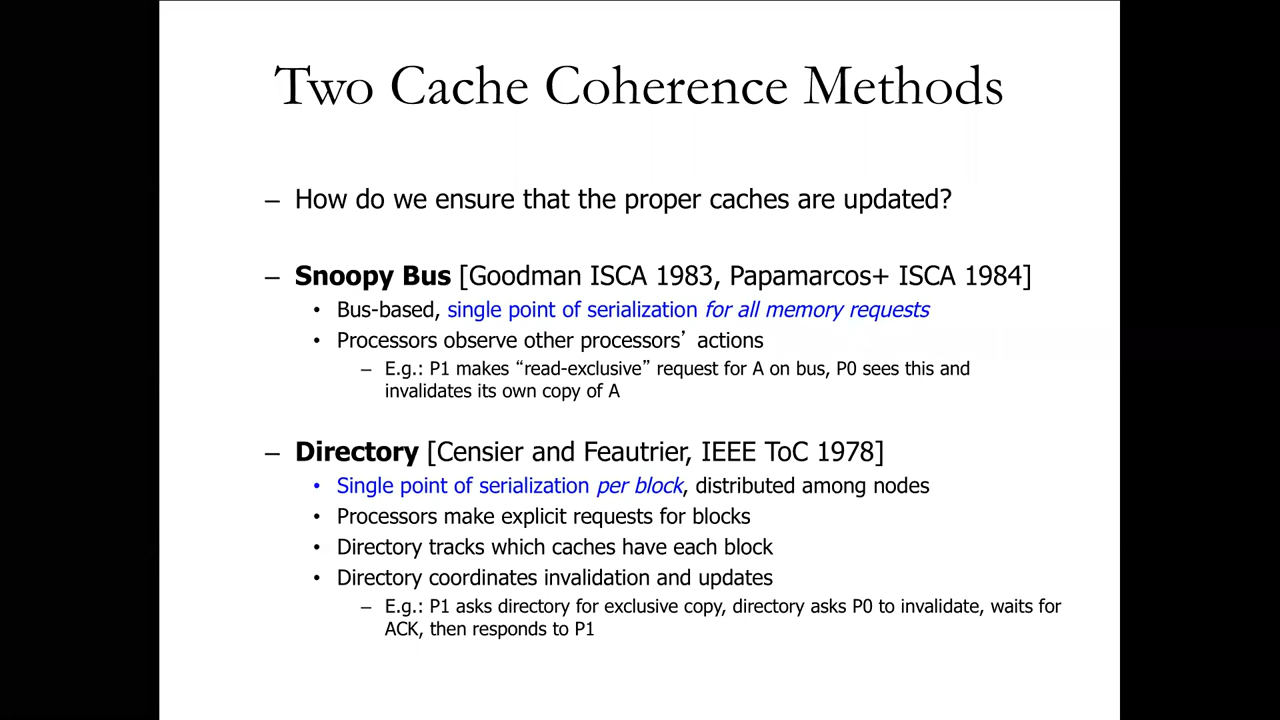 Two Cache Coherence Methods
– How do we ensure that the proper caches are updated?
– Snoopy Bus [Goodman ISCA 1983, Papamarcos+ ISCA 1984]
• Bus-based, single point of serialization for all memory requests
• Processors observe other processors’ actions
– E.g.: P1 makes “read-exclusive” request for A on bus, P0 sees this and
invalidates its own copy of A
– Directory [Censier and Feautrier, IEEE ToC 1978]
• Single point of serialization per block, distributed among nodes
• Processors make explicit requests for blocks
• Directory tracks which caches have each block
• Directory coordinates invalidation and updates
– E.g.: P1 asks directory for exclusive copy, directory asks P0 to invalidate, waits for
ACK, then responds to P1